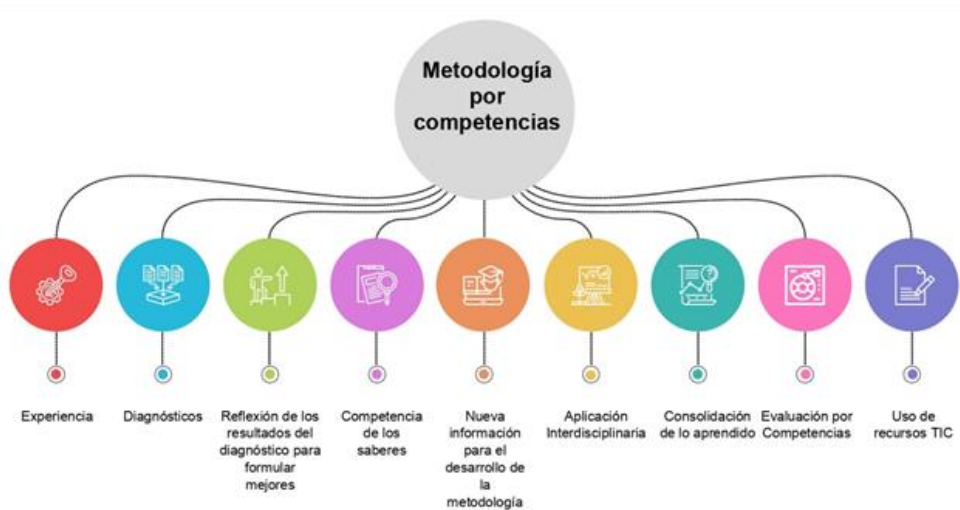 Metodología
por
competencias
Experiencia
Diagnósticos
Reflexión de los
resultados del
diagnóstico para
formular
mejores
Competencia
de los
saberes
Nueva
información
para el
desarrollo de
la
metodología
Aplicación
Interdisciplinaria
Consolidación
de lo aprendido
Evaluación por
Competencias
Uso de
recursos TIC